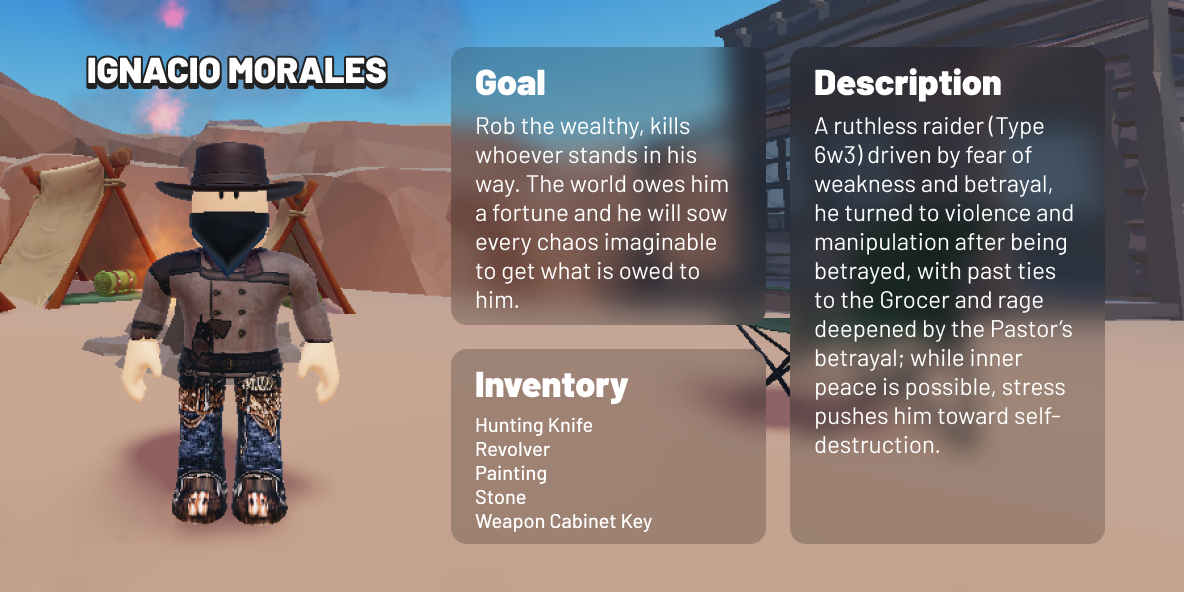 IGNACIO MORALES
Goal
Rob the wealthy, kills
whoever stands in his
way. The world owes him
a fortune and he will sow
every chaos imaginable
to get what is owed to
him.
Inventory
Hunting Knife
Revolver
Painting
Stone
Weapon Cabinet Key
Description
A ruthless raider (Type
6w3) driven by fear of
weakness and betrayal,
he turned to violence and
manipulation after being
betrayed, with past ties
to the Grocer and rage
deepened by the Pastor’s
betrayal; while inner
peace is possible, stress
pushes him toward self-
destruction.